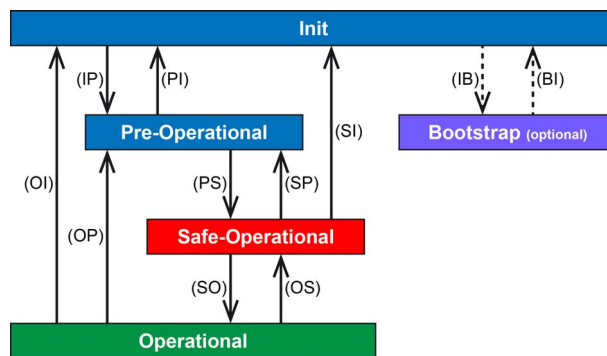 Init
(IP)
(PI)
(IB)
(BI)
Pre-Operational
(SI)
Bootstrap (optional)
(OI)
(PS)
(SP)
(OP)
Safe-Operational
(SO)
(OS)
Operational